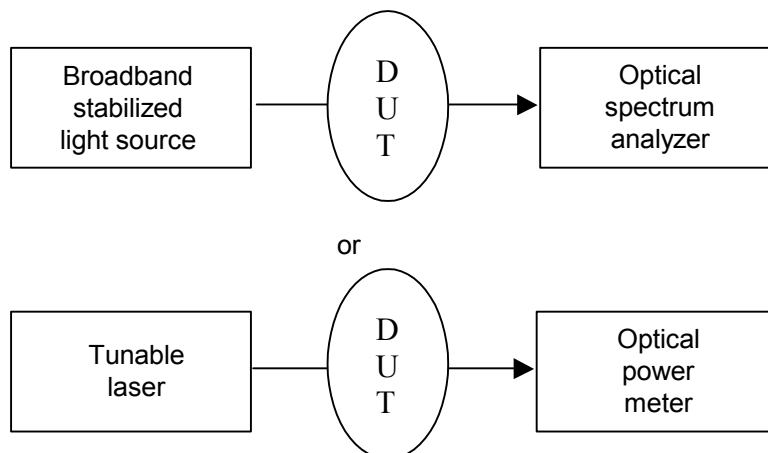 Broadband
stabilized
light source
D
U
T
Optical
spectrum
analyzer
or
Tunable
laser
D
U
T
Optical
power
meter